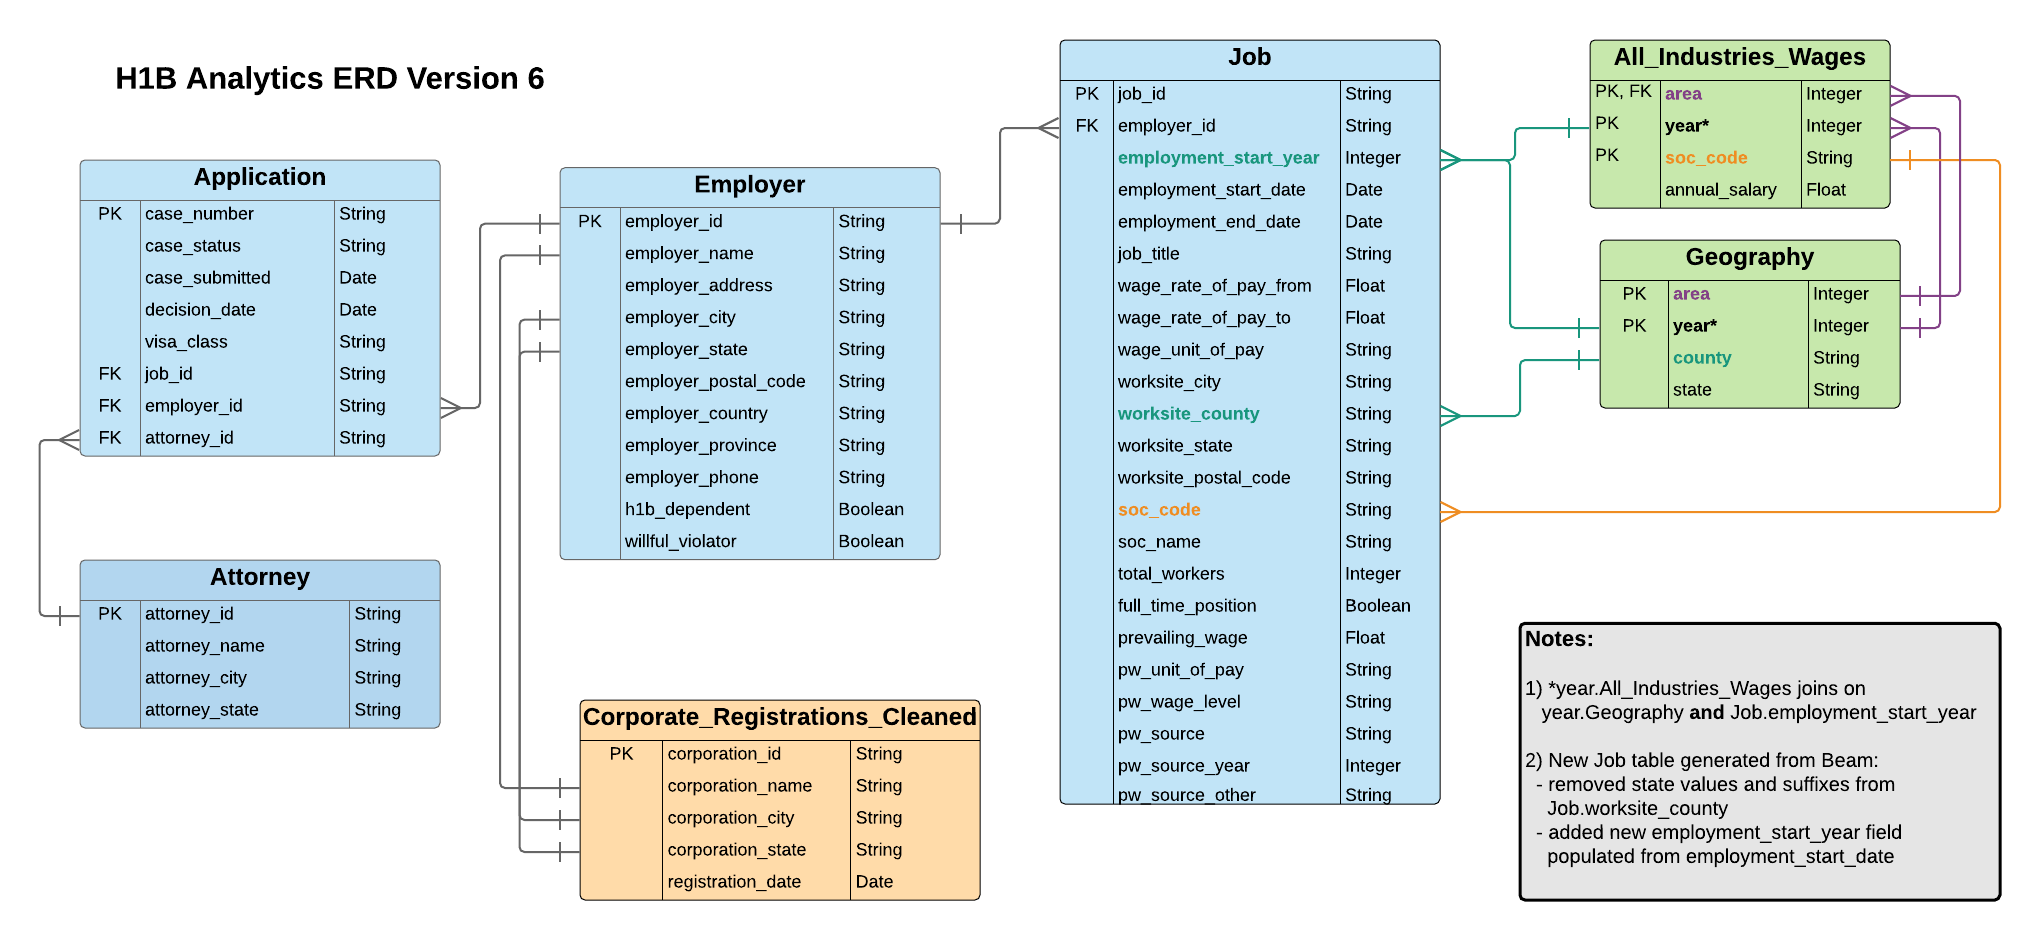 H1B Analytics ERD Version 6
Application
PK case_number String
case_status String
case_submitted Date
decision_date Date
visa_class String
FK job_id String
FK employer_id String
FK attorney_id String
Attorney
PK attorney_id String
attorney_name String
attorney_city String
attorney_state String
Employer
PK employer_id String
employer_name String
employer_address String
employer_city String
employer_state String
employer_postal_code String
employer_country String
employer_province String
employer_phone String
h1b_dependent Boolean
willful_violator Boolean
Corporate_Registrations_Cleaned
PK corporation_id String
corporation_name String
corporation_city String
corporation_state String
registration_date Date
Job
PK job_id String
FK employer_id String
employment_start_year Integer
employment_start_date Date
employment_end_date Date
job_title String
wage_rate_of_pay_from Float
wage_rate_of_pay_to Float
wage_unit_of_pay String
worksite_city String
worksite_county String
worksite_state String
worksite_postal_code String
soc_code String
soc_name String
total_workers Integer
full_time_position Boolean
prevailing_wage Float
pw_unit_of_pay String
pw_wage_level String
pw_source String
pw_source_year Integer
pw_source_other String
All_Industries_Wages
PK, FK area Integer
PK year* Integer
PK soc_code String
annual_salary Float
Geography
PK area Integer
PK year* Integer
county String
state String
Notes:
1) *year.All_Industries_Wages joins on
year.Geography and Job.employment_start_year
2) New Job table generated from Beam:
- removed state values and suffixes from
Job.worksite_county
- added new employment_start_year field
populated from employment_start_date